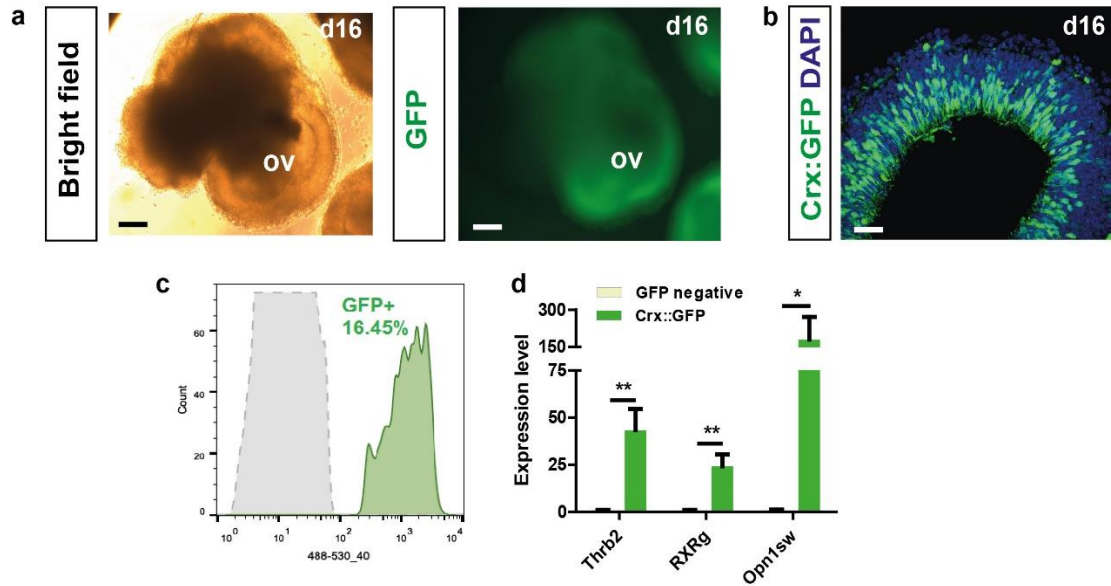 a
Bright field
d16
ov
GFP
d16
ov
b
Crx:GFP DAPI
d16
c
GFP+
16.45%
Count
60
40
20
0
10^0 10^1 10^2 10^3 10^4
488-530_40
d
GFP negative
Crx::GFP
Expression level
300
150
75
50
25
0
**
**
*
Thrb2
RXRg
Opn1sw